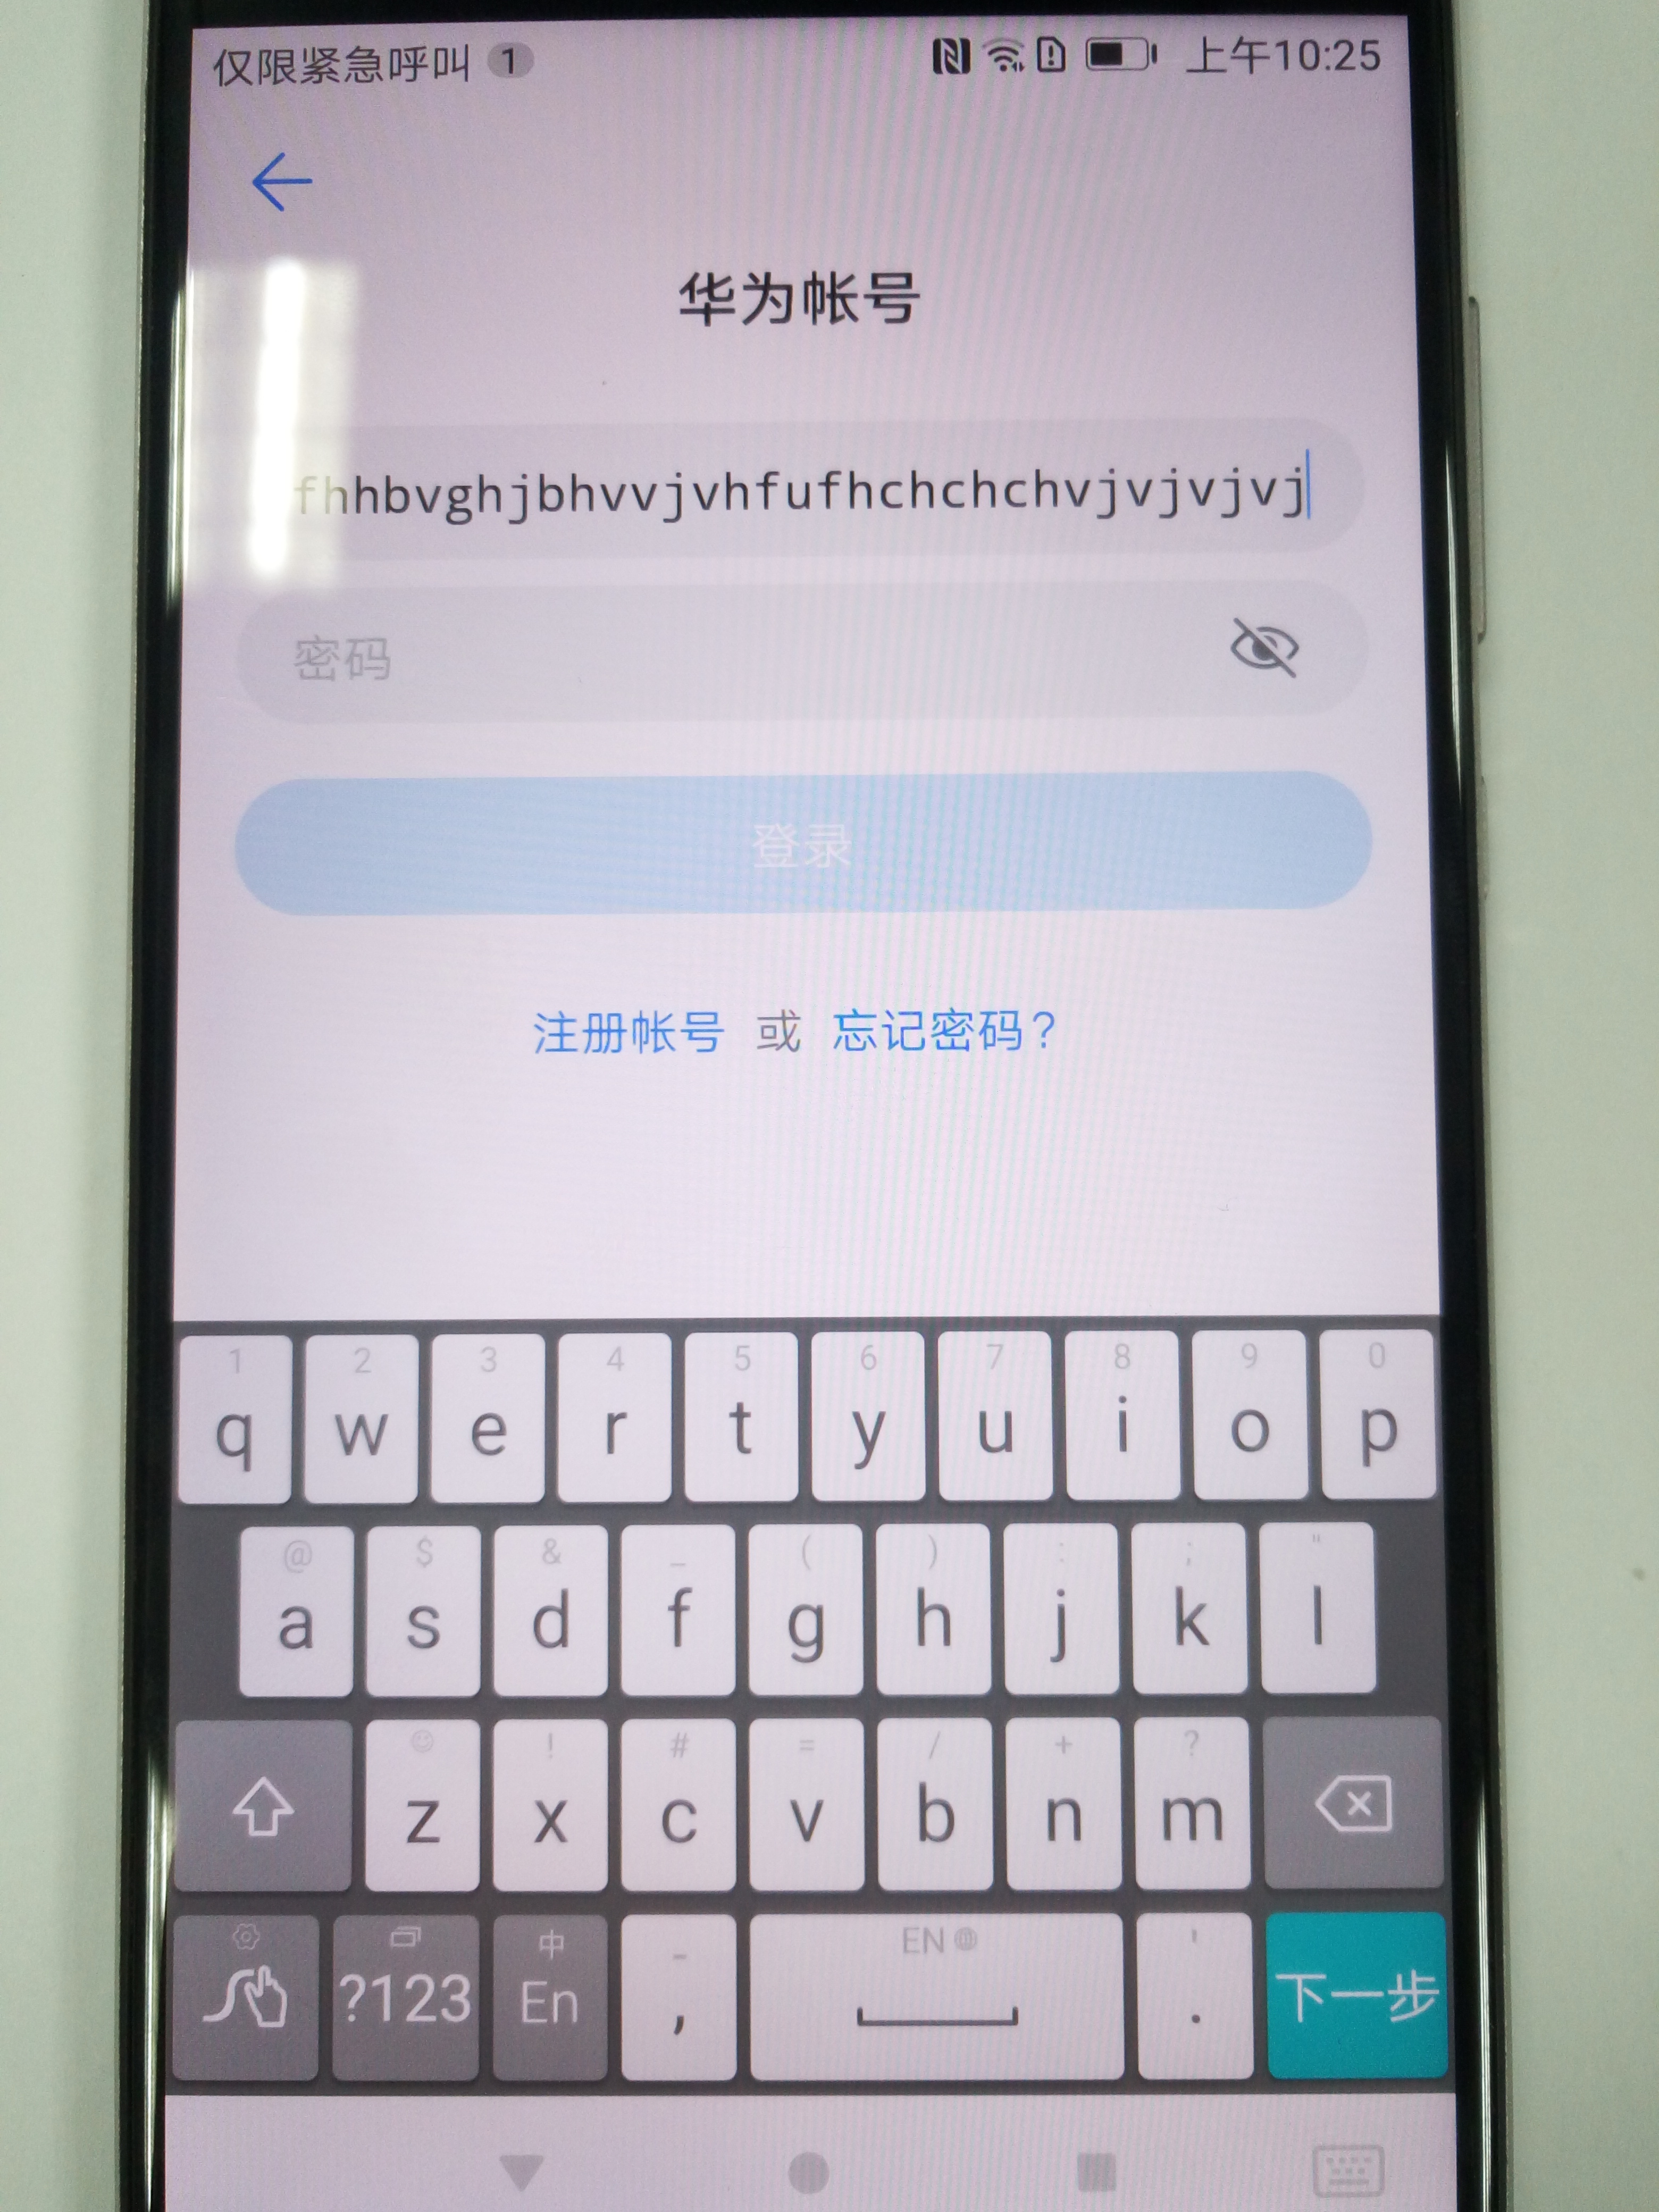 仅限紧急呼叫 1 上午10:25
华为帐号
fhhbvghjbhvvjvhfufhchchchvjvjvjvj
密码
登录
注册帐号 或 忘记密码?
1 2 3 4 5 6 7 8 9 0
q w e r t y u i o p
@ $ & _ ( ) : ; "
a s d f g h j k l
! # = / + ?
z x c v b n m
中 - EN '
?123 En , . 下一步